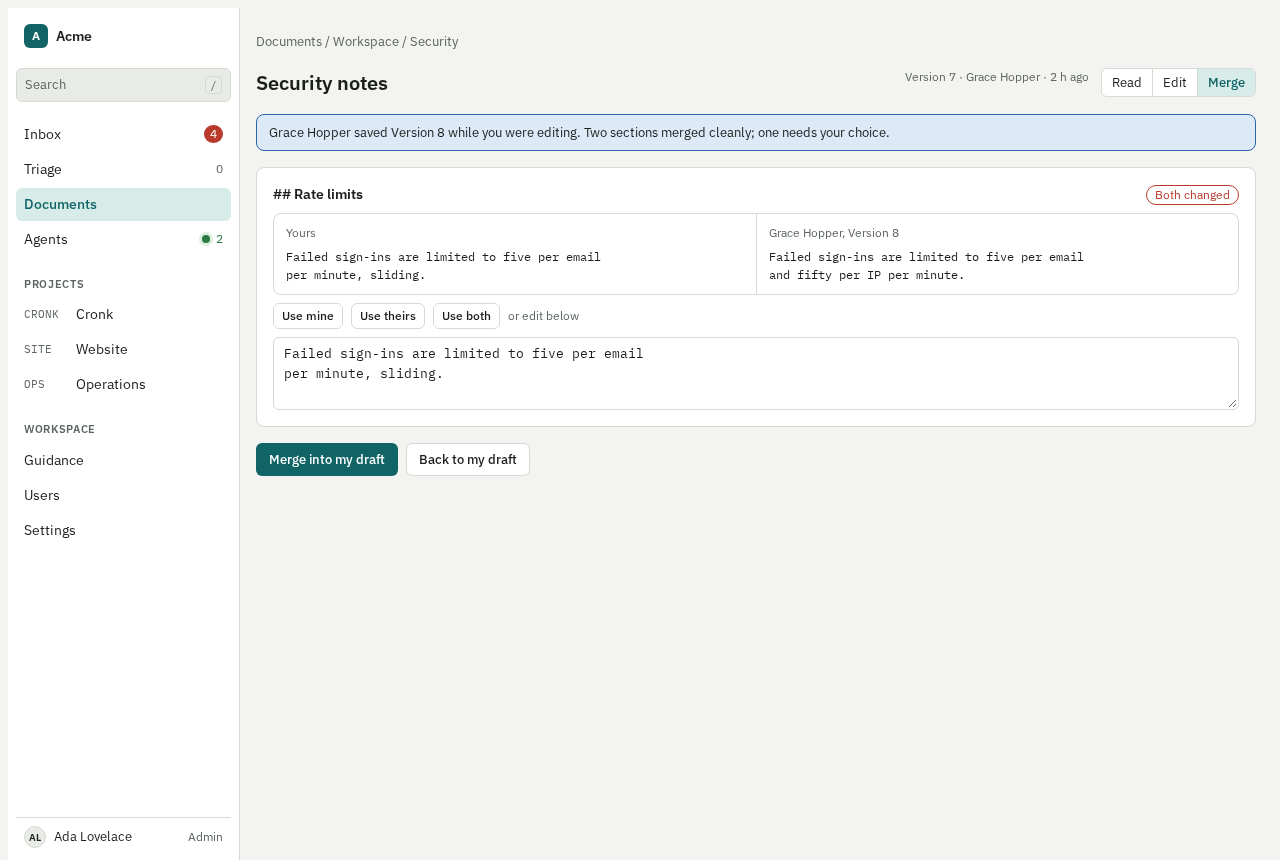 A Acme
Search /
Inbox 4
Triage 0
Documents
Agents 2
PROJECTS
CRONK Cronk
SITE Website
OPS Operations
WORKSPACE
Guidance
Users
Settings
AL Ada Lovelace Admin
Documents / Workspace / Security
Security notes
Version 7 · Grace Hopper · 2 h ago
Read Edit Merge
Grace Hopper saved Version 8 while you were editing. Two sections merged cleanly; one needs your choice.
## Rate limits
Both changed
Yours
Failed sign-ins are limited to five per email
per minute, sliding.
Grace Hopper, Version 8
Failed sign-ins are limited to five per email
and fifty per IP per minute.
Use mine Use theirs Use both or edit below
Failed sign-ins are limited to five per email
per minute, sliding.
Merge into my draft Back to my draft